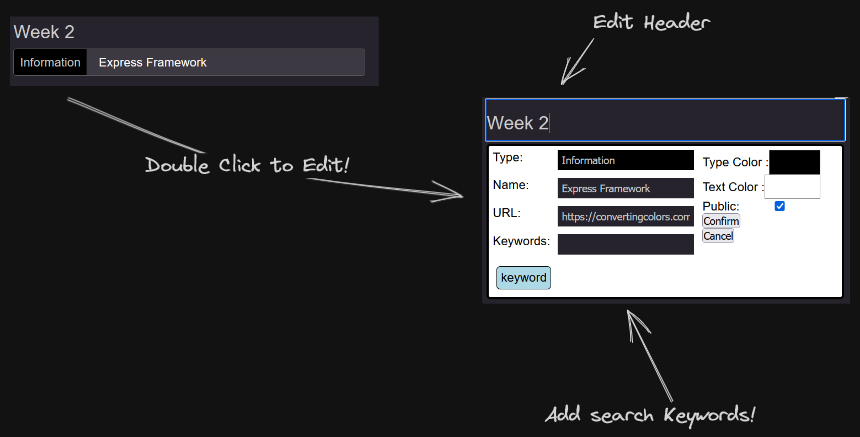 Week 2
Information Express Framework
Edit Header
Double Click to Edit!
Week 2
Type: Information Type Color :
Name: Express Framework Text Color :
URL: https://convertingcolors.com Public:
Confirm
Keywords: Cancel
keyword
Add search Keywords!